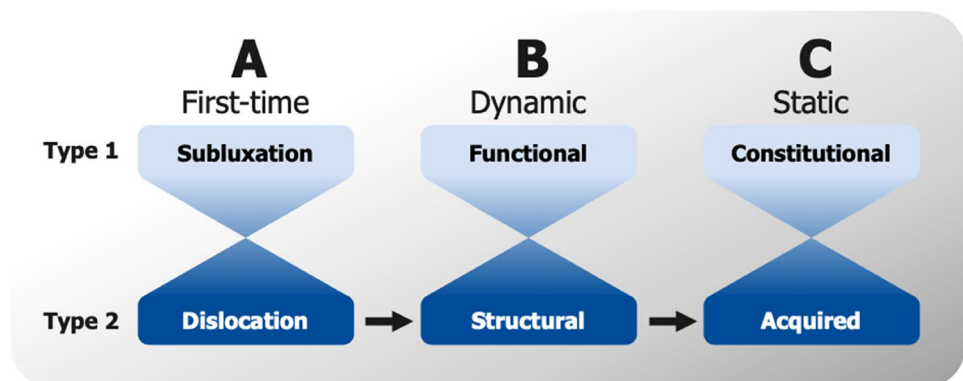 A B C
First-time Dynamic Static
Type 1 Subluxation Functional Constitutional
Type 2 Dislocation Structural Acquired